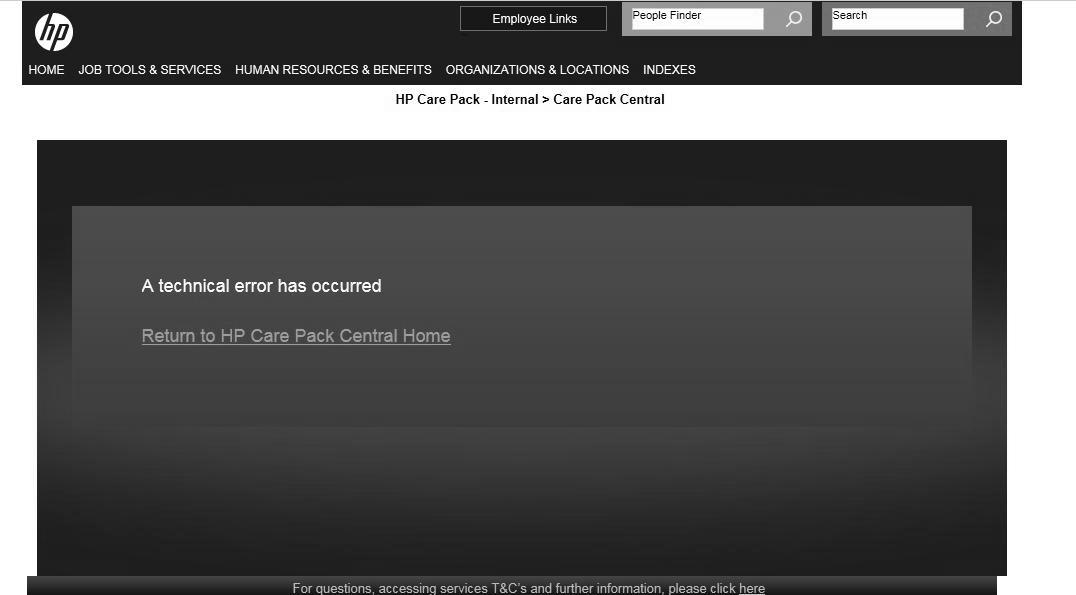 hp
Employee Links
People Finder
Search
HOME JOB TOOLS & SERVICES HUMAN RESOURCES & BENEFITS ORGANIZATIONS & LOCATIONS INDEXES
HP Care Pack - Internal > Care Pack Central
A technical error has occurred
Return to HP Care Pack Central Home
For questions, accessing services T&C's and further information, please click here